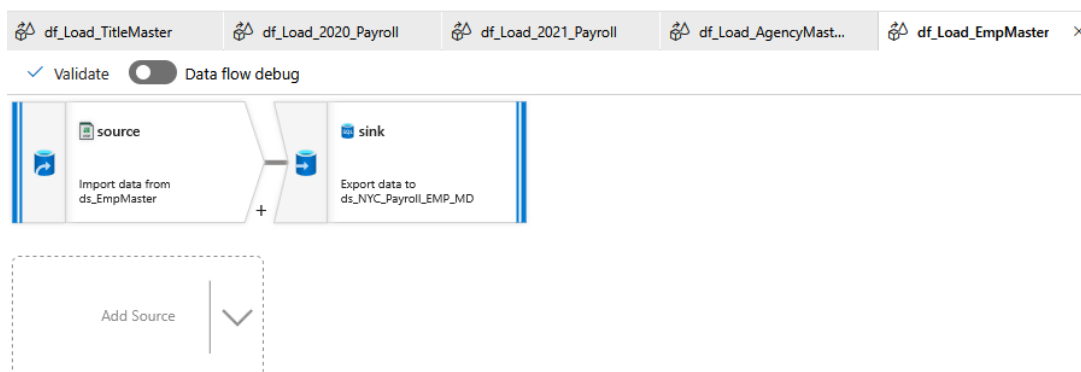 df_Load_TitleMaster df_Load_2020_Payroll df_Load_2021_Payroll df_Load_AgencyMast... df_Load_EmpMaster
Validate Data flow debug
source
Import data from
ds_EmpMaster
+
sink
Export data to
ds_NYC_Payroll_EMP_MD
Add Source